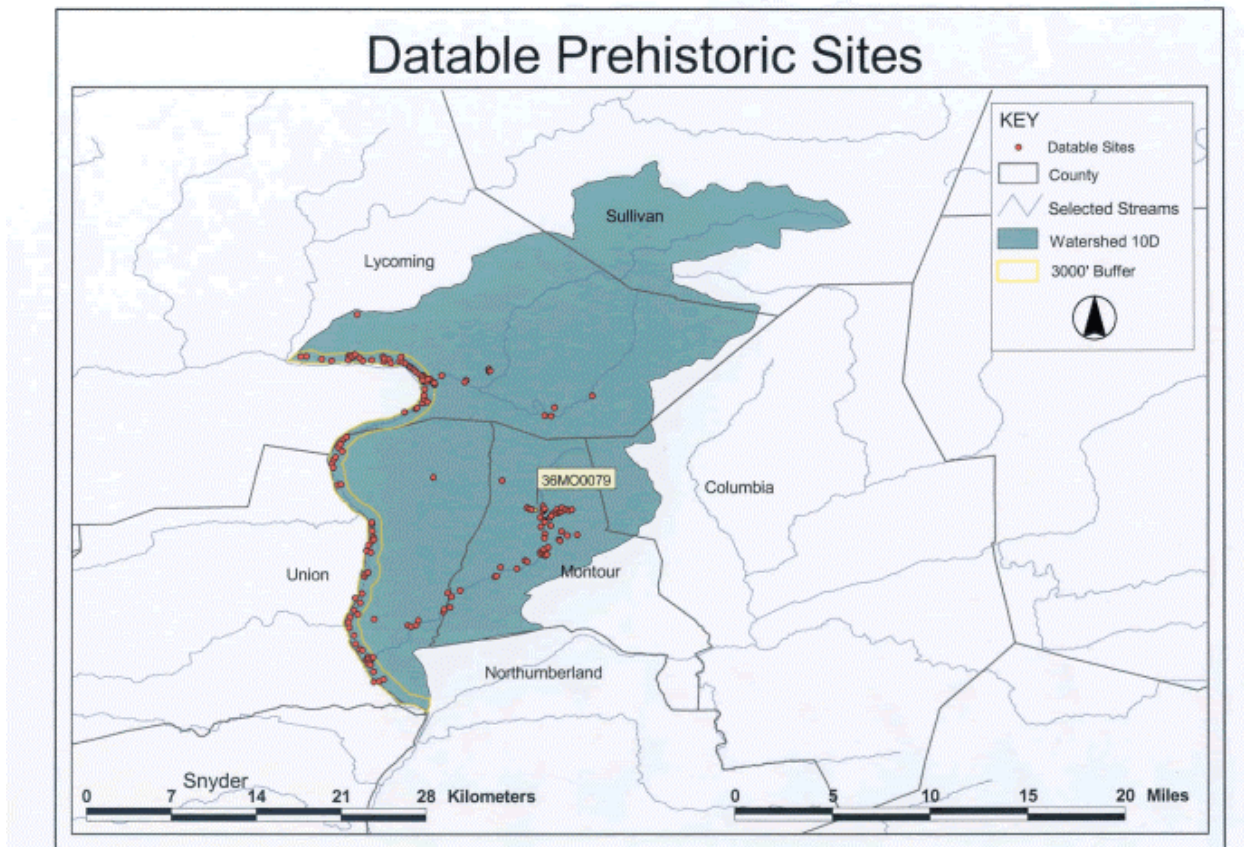 Datable Prehistoric Sites
KEY
Datable Sites
County
Selected Streams
Watershed 10D
3000' Buffer
Sullivan
Lycoming
36MO0079
Columbia
Union
Montour
Northumberland
Snyder
0 7 14 21 28 Kilometers
0 5 10 15 20 Miles